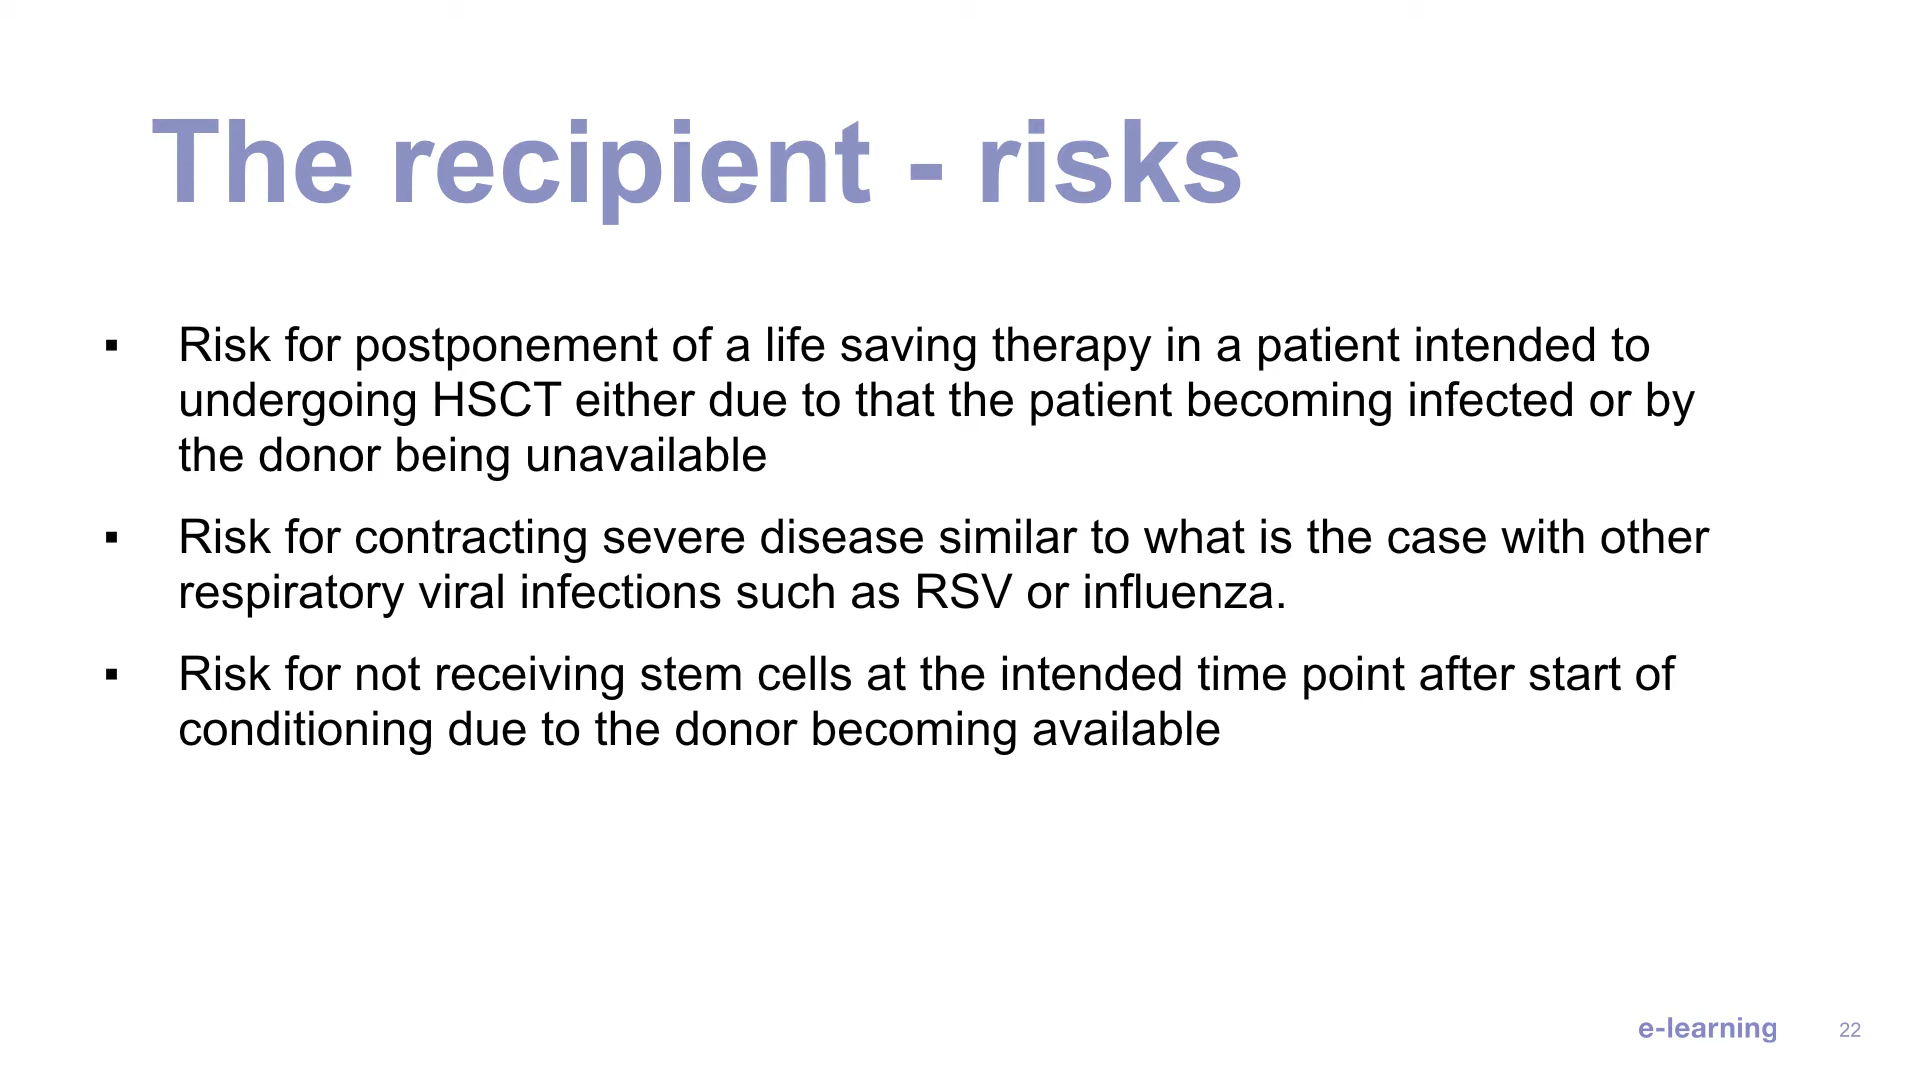 The recipient - risks
▪ Risk for postponement of a life saving therapy in a patient intended to
undergoing HSCT either due to that the patient becoming infected or by
the donor being unavailable
▪ Risk for contracting severe disease similar to what is the case with other
respiratory viral infections such as RSV or influenza.
▪ Risk for not receiving stem cells at the intended time point after start of
conditioning due to the donor becoming available
e-learning 22